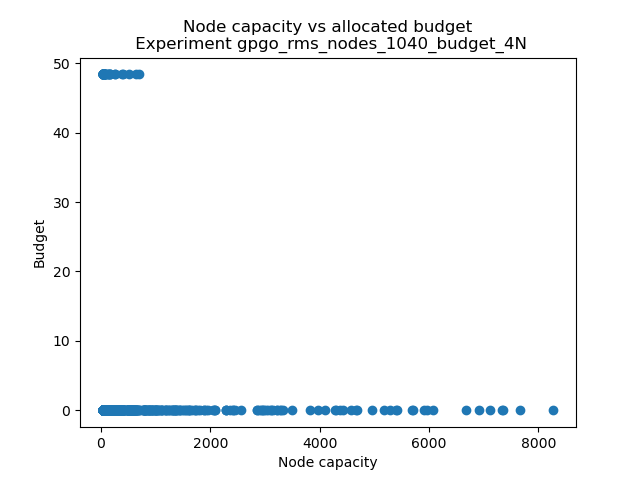 Node capacity vs allocated budget
Experiment gpgo_rms_nodes_1040_budget_4N
50
40
30
20
10
0
Budget
0 2000 4000 6000 8000
Node capacity